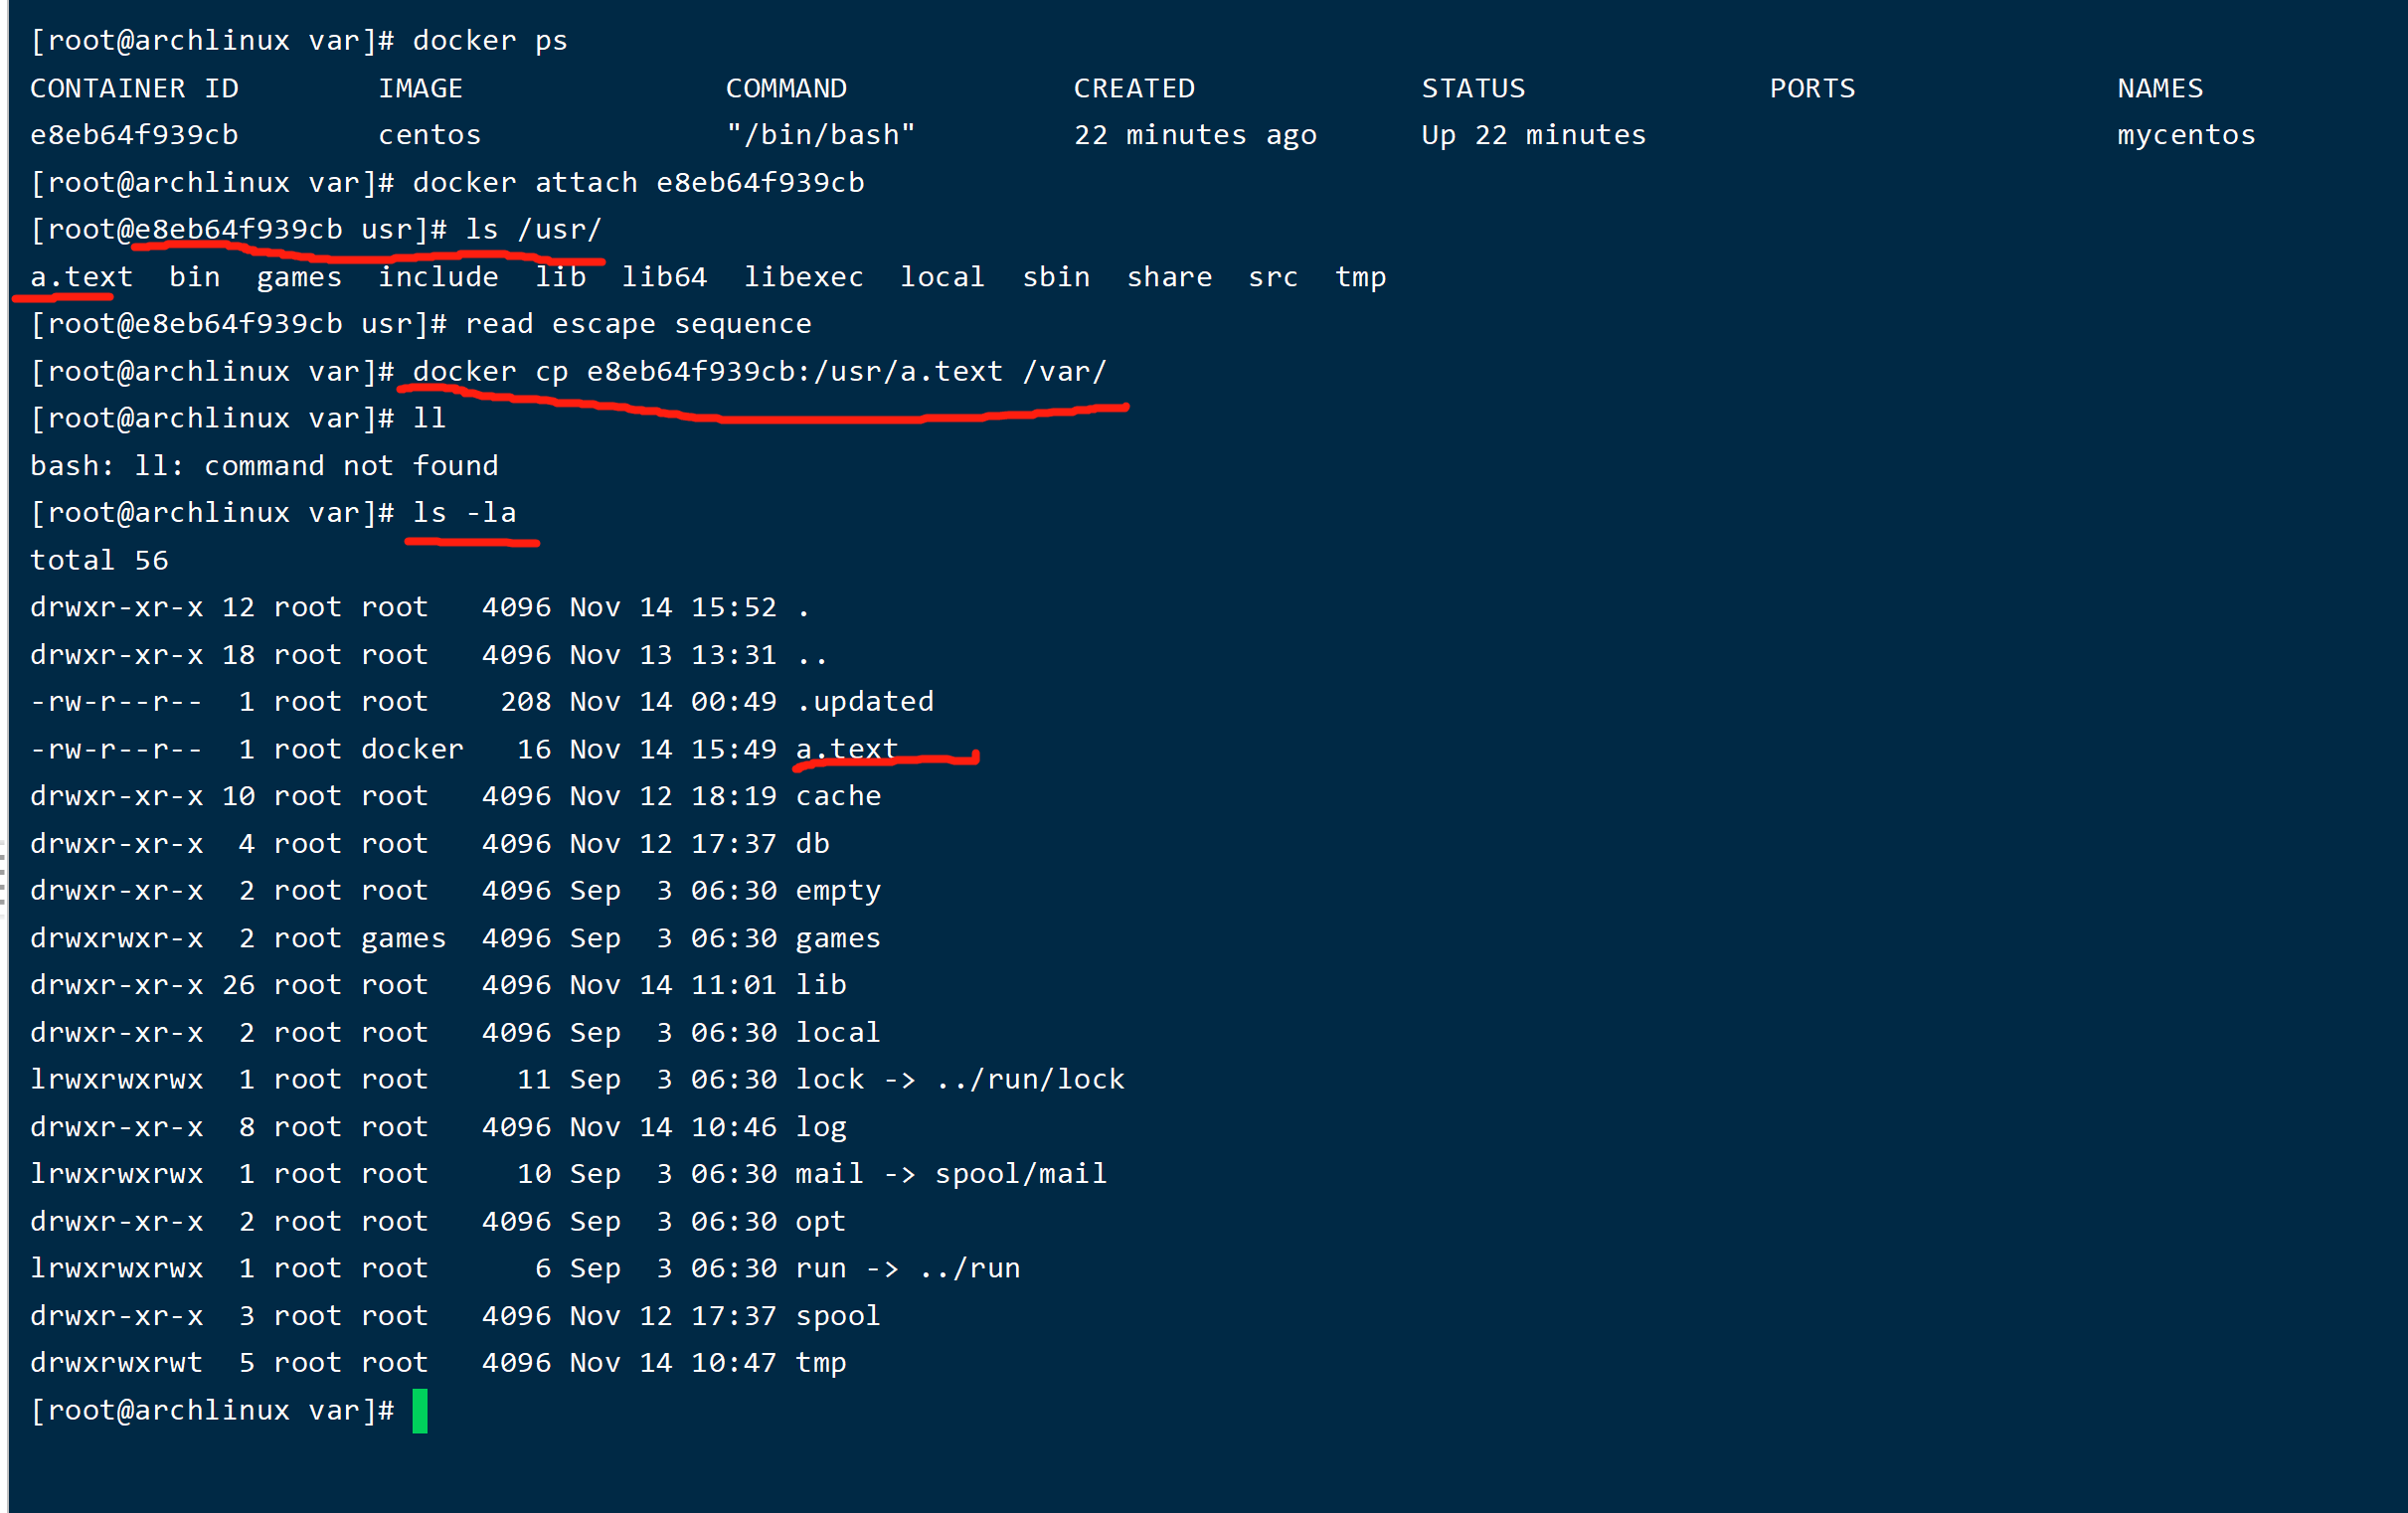 [root@archlinux var]# docker ps
CONTAINER ID        IMAGE               COMMAND             CREATED             STATUS              PORTS               NAMES
e8eb64f939cb        centos              "/bin/bash"         22 minutes ago      Up 22 minutes                           mycentos
[root@archlinux var]# docker attach e8eb64f939cb
[root@e8eb64f939cb usr]# ls /usr/
a.text  bin  games  include  lib  lib64  libexec  local  sbin  share  src  tmp
[root@e8eb64f939cb usr]# read escape sequence
[root@archlinux var]# docker cp e8eb64f939cb:/usr/a.text /var/
[root@archlinux var]# ll
bash: ll: command not found
[root@archlinux var]# ls -la
total 56
drwxr-xr-x 12 root root   4096 Nov 14 15:52 .
drwxr-xr-x 18 root root   4096 Nov 13 13:31 ..
-rw-r--r--  1 root root    208 Nov 14 00:49 .updated
-rw-r--r--  1 root docker   16 Nov 14 15:49 a.text
drwxr-xr-x 10 root root   4096 Nov 12 18:19 cache
drwxr-xr-x  4 root root   4096 Nov 12 17:37 db
drwxr-xr-x  2 root root   4096 Sep  3 06:30 empty
drwxrwxr-x  2 root games  4096 Sep  3 06:30 games
drwxr-xr-x 26 root root   4096 Nov 14 11:01 lib
drwxr-xr-x  2 root root   4096 Sep  3 06:30 local
lrwxrwxrwx  1 root root     11 Sep  3 06:30 lock -> ../run/lock
drwxr-xr-x  8 root root   4096 Nov 14 10:46 log
lrwxrwxrwx  1 root root     10 Sep  3 06:30 mail -> spool/mail
drwxr-xr-x  2 root root   4096 Sep  3 06:30 opt
lrwxrwxrwx  1 root root      6 Sep  3 06:30 run -> ../run
drwxr-xr-x  3 root root   4096 Nov 12 17:37 spool
drwxrwxrwt  5 root root   4096 Nov 14 10:47 tmp
[root@archlinux var]#